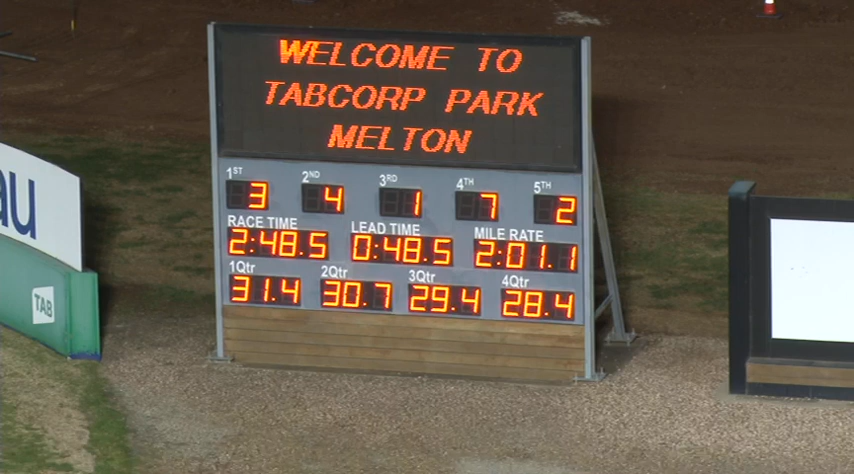 WELCOME TO
TABCORP PARK
MELTON
1ST 2ND 3RD 4TH 5TH
3 4 1 7 2
RACE TIME LEAD TIME MILE RATE
2:48.5 0:48.5 2:01.1
1Qtr 2Qtr 3Qtr 4Qtr
31.4 30.7 29.4 28.4
au
TAB